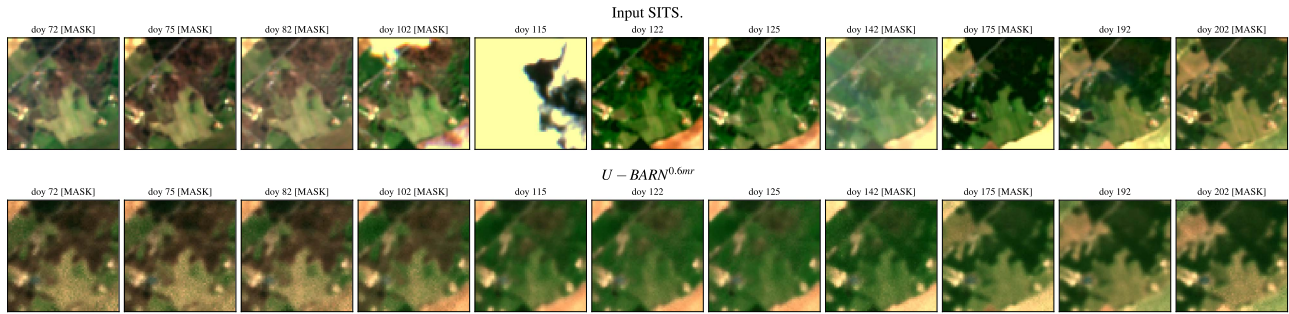 Input SITS.
doy 72 [MASK] doy 75 [MASK] doy 82 [MASK] doy 102 [MASK] doy 115 doy 122 doy 125 doy 142 [MASK] doy 175 [MASK] doy 192 doy 202 [MASK]
U − BARN^{0.6mr}
doy 72 [MASK] doy 75 [MASK] doy 82 [MASK] doy 102 [MASK] doy 115 doy 122 doy 125 doy 142 [MASK] doy 175 [MASK] doy 192 doy 202 [MASK]